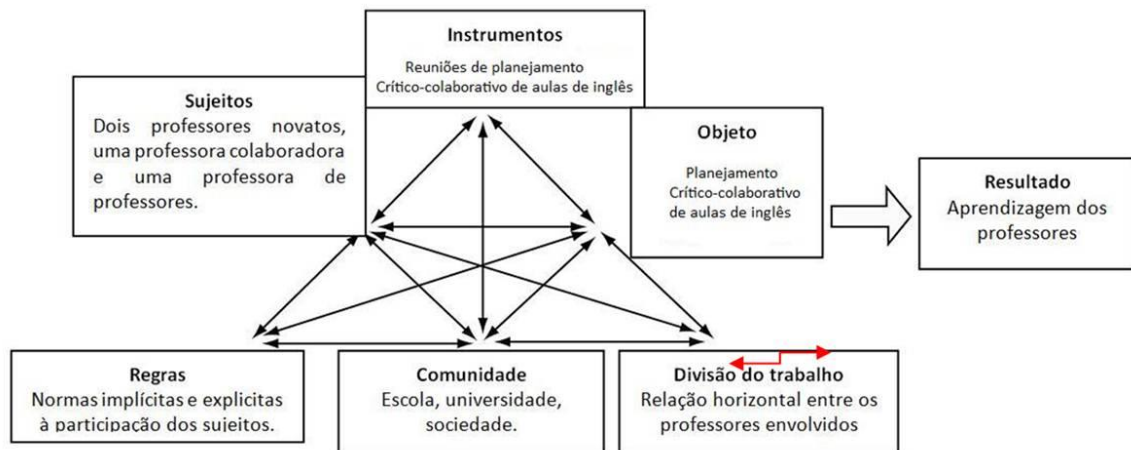 Instrumentos
Reuniões de planejamento
Crítico-colaborativo de aulas de inglês
Sujeitos
Dois professores novatos,
uma professora colaboradora
e uma professora de
professores.
Objeto
Planejamento
Crítico-colaborativo
de aulas de inglês
Resultado
Aprendizagem dos
professores
Regras
Normas implícitas e explicitas
à participação dos sujeitos.
Comunidade
Escola, universidade,
sociedade.
Divisão do trabalho
Relação horizontal entre os
professores envolvidos